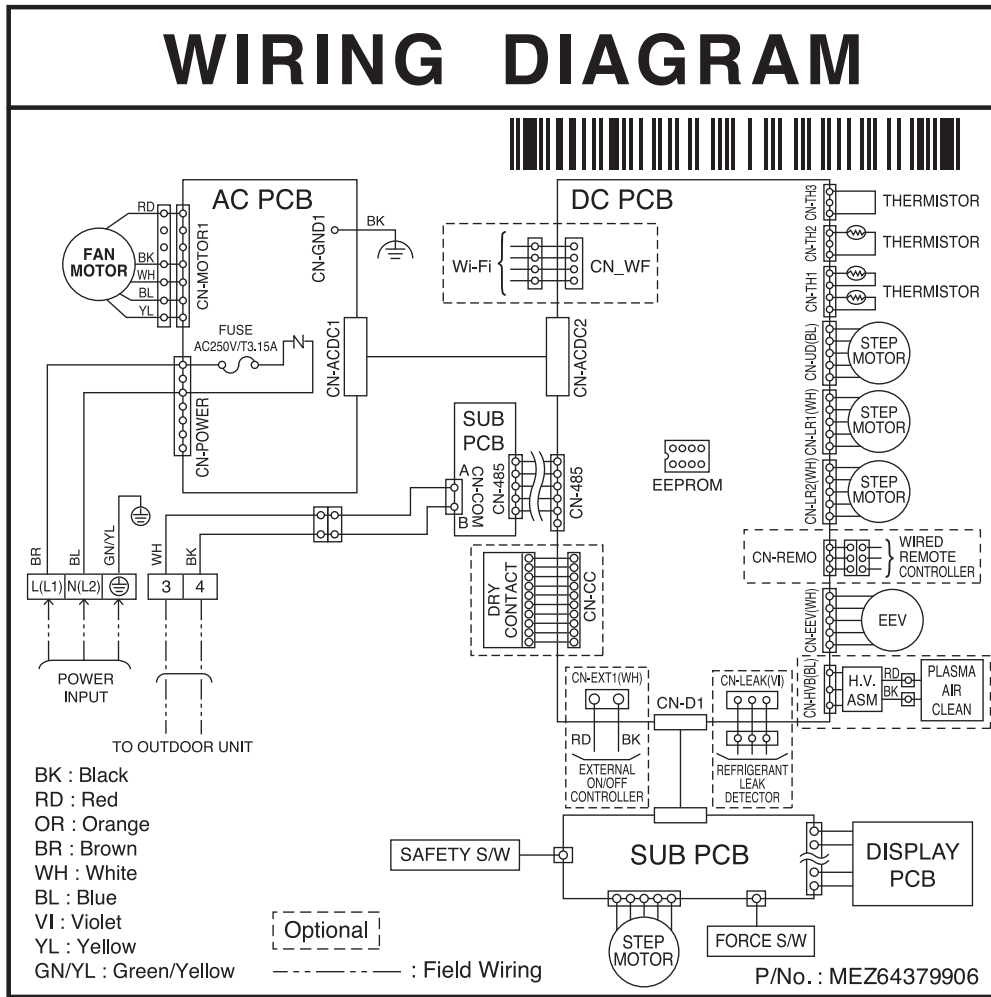 WIRING DIAGRAM
AC PCB
DC PCB
RD
BK
WH
BL
YL
FAN
MOTOR
CN-MOTOR1
CN-GND1
BK
FUSE
AC250V/T3.15A
N
CN-POWER
CN-ACDC1
CN-ACDC2
Wi-Fi
CN_WF
CN-TH3
THERMISTOR
CN-TH2
THERMISTOR
CN-TH1
THERMISTOR
CN-UD(BL)
STEP
MOTOR
CN-LR1(WH)
STEP
MOTOR
CN-LR2(WH)
STEP
MOTOR
SUB
PCB
A
B
CN-COM
CN-485
CN-485
EEPROM
CN-REMO
WIRED
REMOTE
CONTROLLER
DRY
CONTACT
CN-CC
CN-EEV(WH)
EEV
CN-HVB(BL)
H.V.
ASM
RD
BK
PLASMA
AIR
CLEAN
BR
BL
GN/YL
WH
BK
L(L1)
N(L2)
3
4
POWER
INPUT
TO OUTDOOR UNIT
CN-EXT1(WH)
RD
BK
EXTERNAL
ON/OFF
CONTROLLER
CN-D1
CN-LEAK(VI)
REFRIGERANT
LEAK
DETECTOR
BK : Black
RD : Red
OR : Orange
BR : Brown
WH : White
BL : Blue
VI : Violet
YL : Yellow
GN/YL : Green/Yellow
Optional
: Field Wiring
SAFETY S/W
SUB PCB
DISPLAY
PCB
STEP
MOTOR
FORCE S/W
P/No. : MEZ64379906